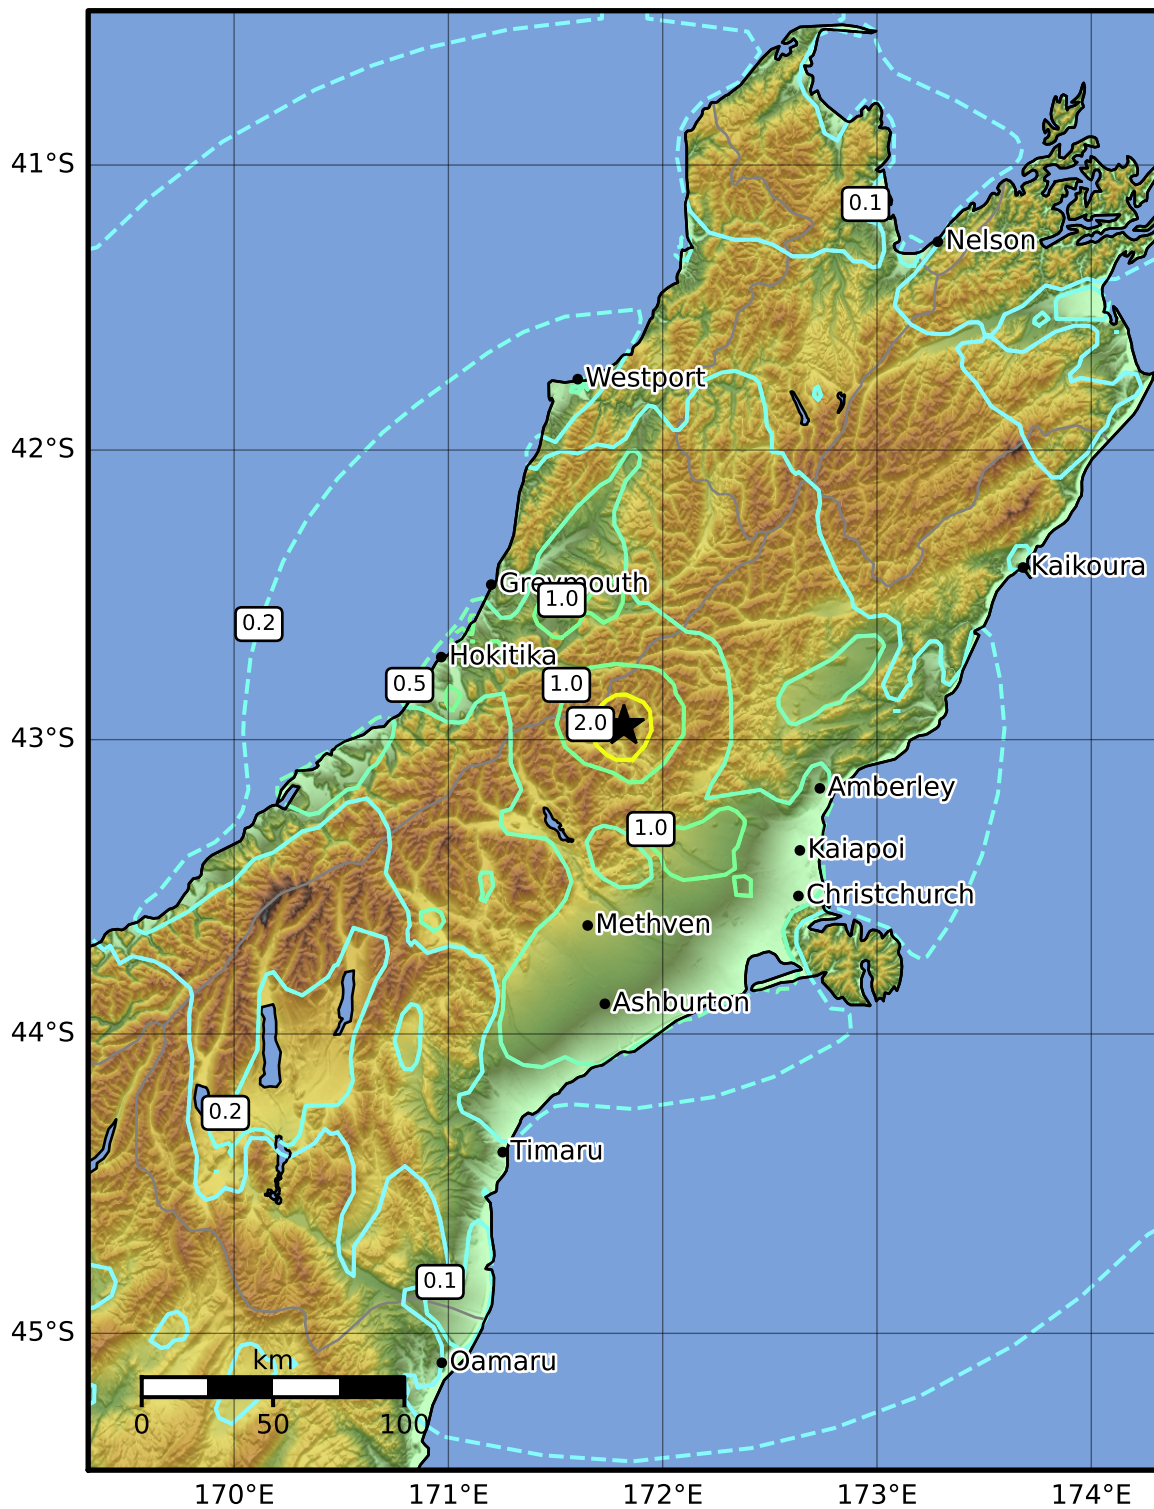 41°S
0.1
Nelson
Westport
42°S
Kaikoura
Greymouth
1.0
0.2
Hokitika
0.5
1.0
2.0
43°S
Amberley
1.0
Kaiapoi
Christchurch
Methven
Ashburton
44°S
0.2
Timaru
0.1
45°S
km
Oamaru
0
50
100
170°E
171°E
172°E
173°E
174°E